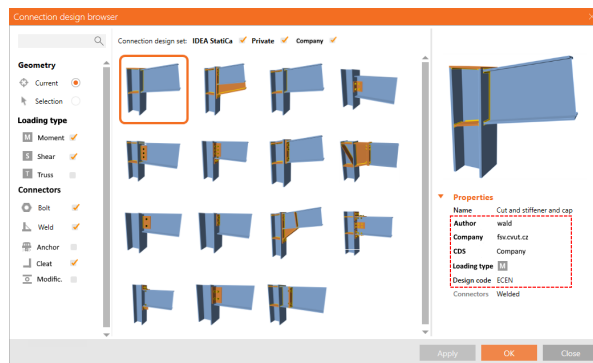 Connection design browser
Connection design set: IDEA StatiCa Private Company
Geometry
Current
Selection
Loading type
M Moment
S Shear
T Truss
Connectors
Bolt
Weld
Anchor
Cleat
Modific.
Properties
Name Cut and stiffener and cap
Author wald
Company fsv.cvut.cz
CDS Company
Loading type M
Design code ECEN
Connectors Welded
Apply OK Close